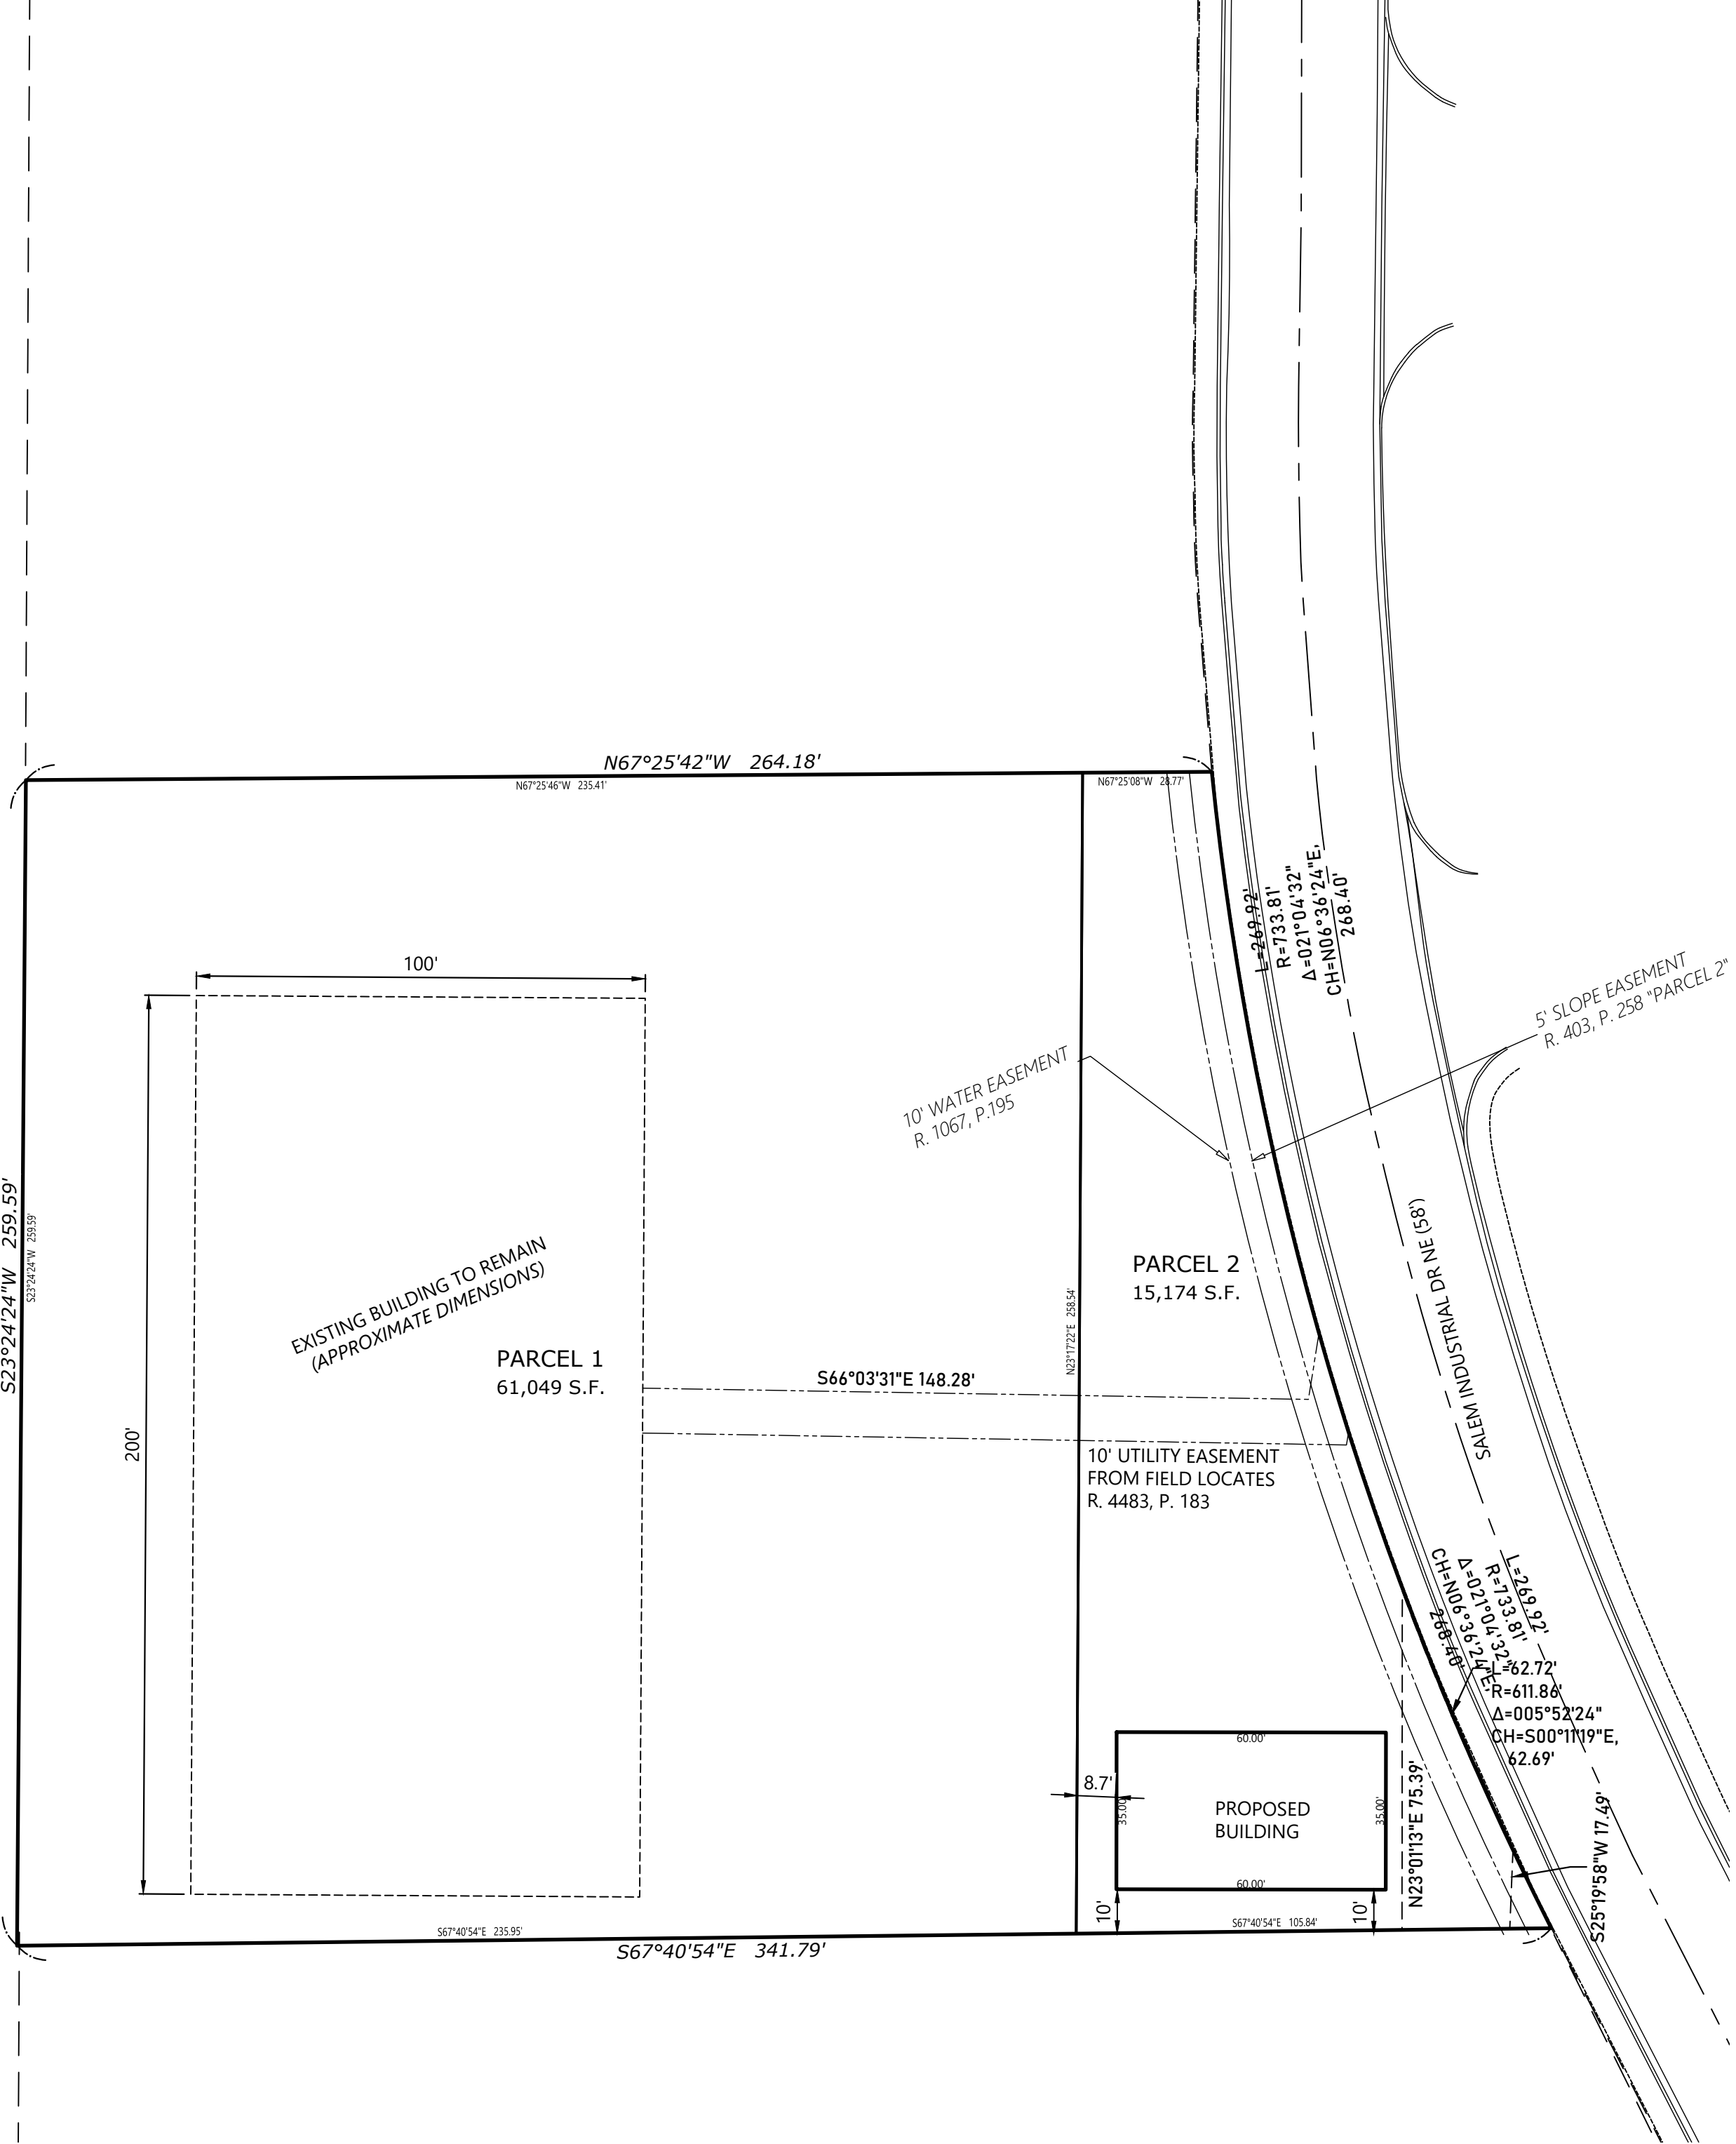 N67°25'42"W 264.18'
N67°25'46"W 235.41'
N67°25'08"W 28.77'
L=269.92'
R=733.81'
Δ=021°04'32"
CH=N06°36'24"E,
268.40'
100'
5' SLOPE EASEMENT
R. 403, P. 258 "PARCEL 2"
10' WATER EASEMENT
R. 1067, P.195
S23°24'24"W 259.59'
S23°24'24"W 259.59'
EXISTING BUILDING TO REMAIN
(APPROXIMATE DIMENSIONS)
PARCEL 1
61,049 S.F.
200'
S66°03'31"E 148.28'
N23°17'22"E 258.54'
PARCEL 2
15,174 S.F.
SALEM INDUSTRIAL DR NE (58')
10' UTILITY EASEMENT
FROM FIELD LOCATES
R. 4483, P. 183
L=269.92'
R=733.81'
Δ=021°04'32"
CH=N06°36'24"E,
268.40'
L=62.72'
R=611.86'
Δ=005°52'24"
CH=S00°11'19"E,
62.69'
60.00'
8.7'
35.00'
PROPOSED
BUILDING
35.00'
N23°01'13"E 75.39'
S25°19'58"W 17.49'
60.00'
10'
10'
S67°40'54"E 235.95'
S67°40'54"E 105.84'
S67°40'54"E 341.79'